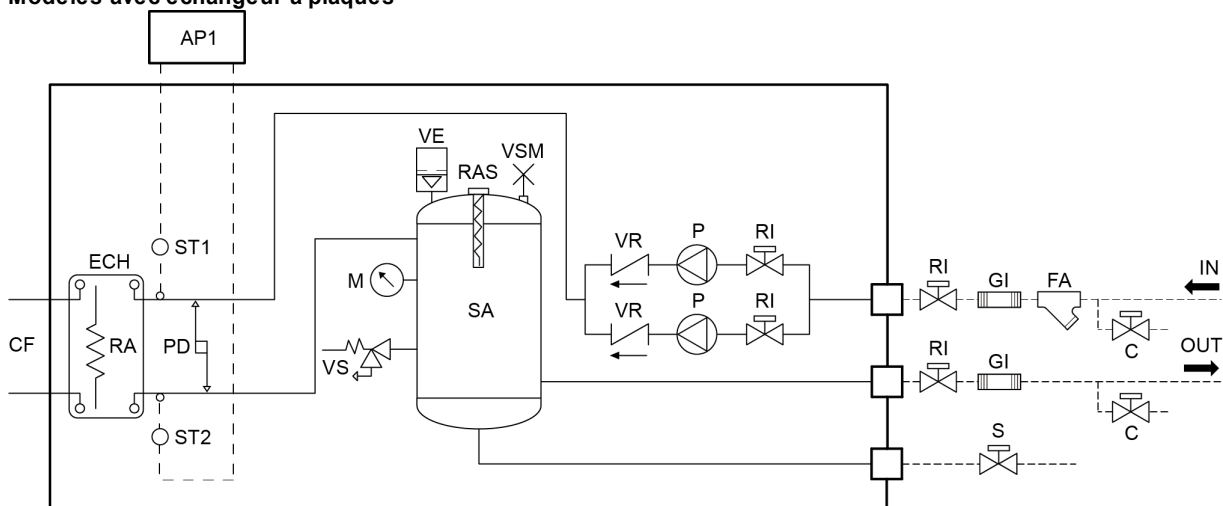 Modèles avec échangeur à plaques
AP1
VE
VSM
RAS
ST1
ECH
M
SA
VR
P
RI
VR
P
RI
RI
GI
FA
IN
C
CF
RA
PD
VS
RI
GI
OUT
C
ST2
S